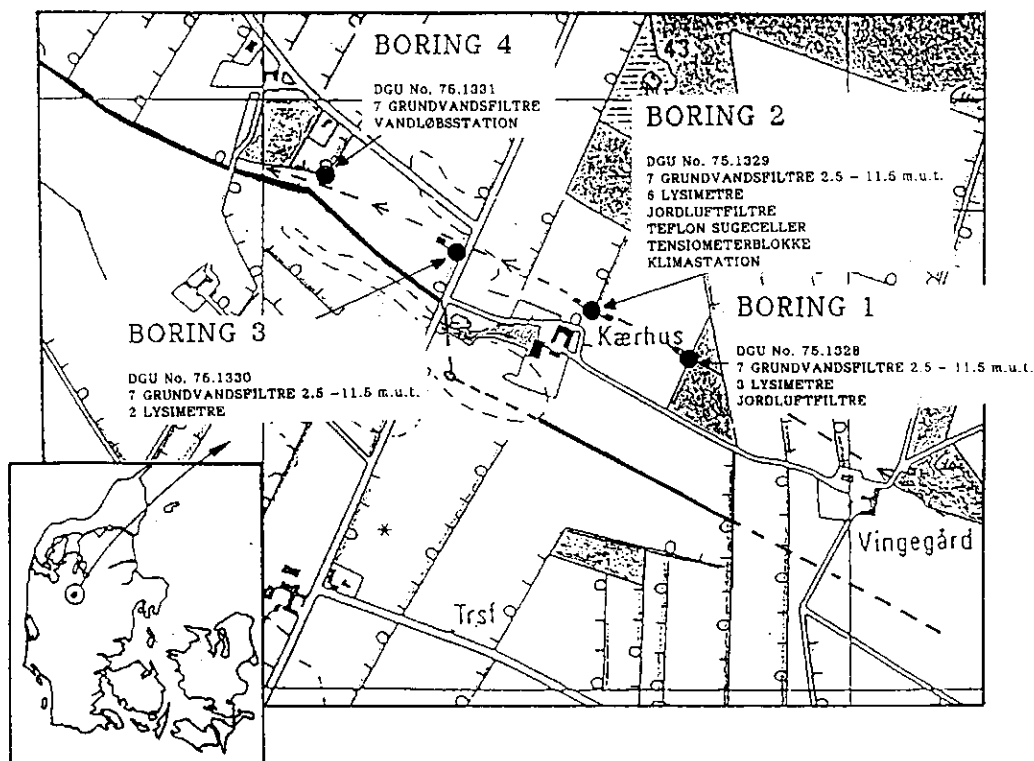 BORING 4
DGU No. 75.1331
7 GRUNDVANDSFILTRE
VANDLØBSSTATION
43
BORING 2
DGU No. 75.1329
7 GRUNDVANDSFILTRE 2.5 – 11.5 m.u.t.
6 LYSIMETRE
JORDLUFTFILTRE
TEFLON SUGECELLER
TENSIOMETERBLOKKE
KLIMASTATION
BORING 3
DGU No. 75.1330
7 GRUNDVANDSFILTRE 2.5 – 11.5 m.u.t.
2 LYSIMETRE
Kærhus
BORING 1
DGU No. 75.1328
7 GRUNDVANDSFILTRE 2.5 – 11.5 m.u.t.
3 LYSIMETRE
JORDLUFTFILTRE
Vingegård
Trsf